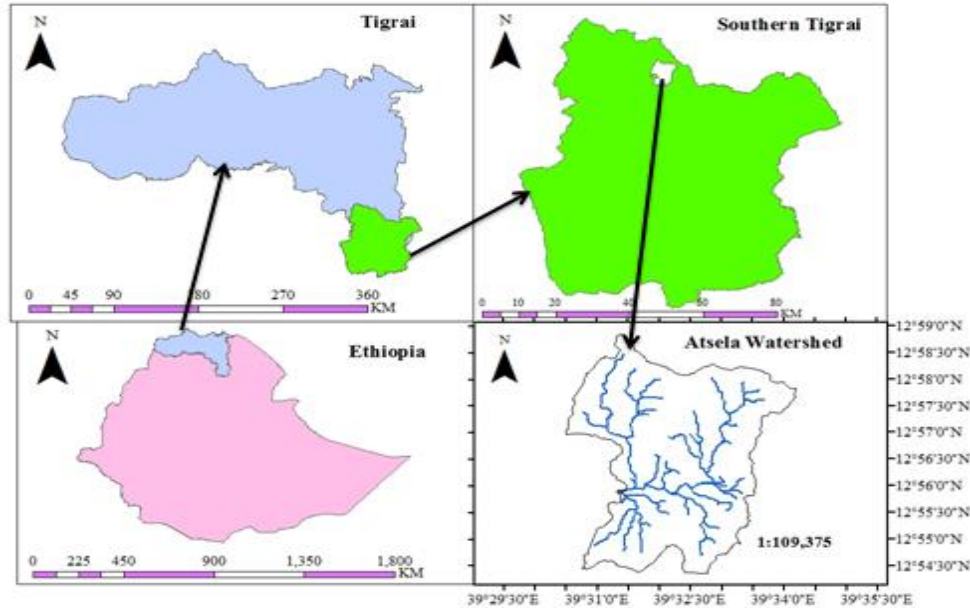 N
Tigrai
0 45 90 180 270 360
KM
N
Southern Tigrai
0 10 20 40 60 80
KM
N
Ethiopia
0 225 450 900 1,350 1,800
KM
N
Atsela Watershed
12°59'0"N
12°58'30"N
12°58'0"N
12°57'30"N
12°57'0"N
12°56'30"N
12°56'0"N
12°55'30"N
12°55'0"N
12°54'30"N
1:109,375
39°29'30"E 39°31'0"E 39°32'30"E 39°34'0"E 39°35'30"E